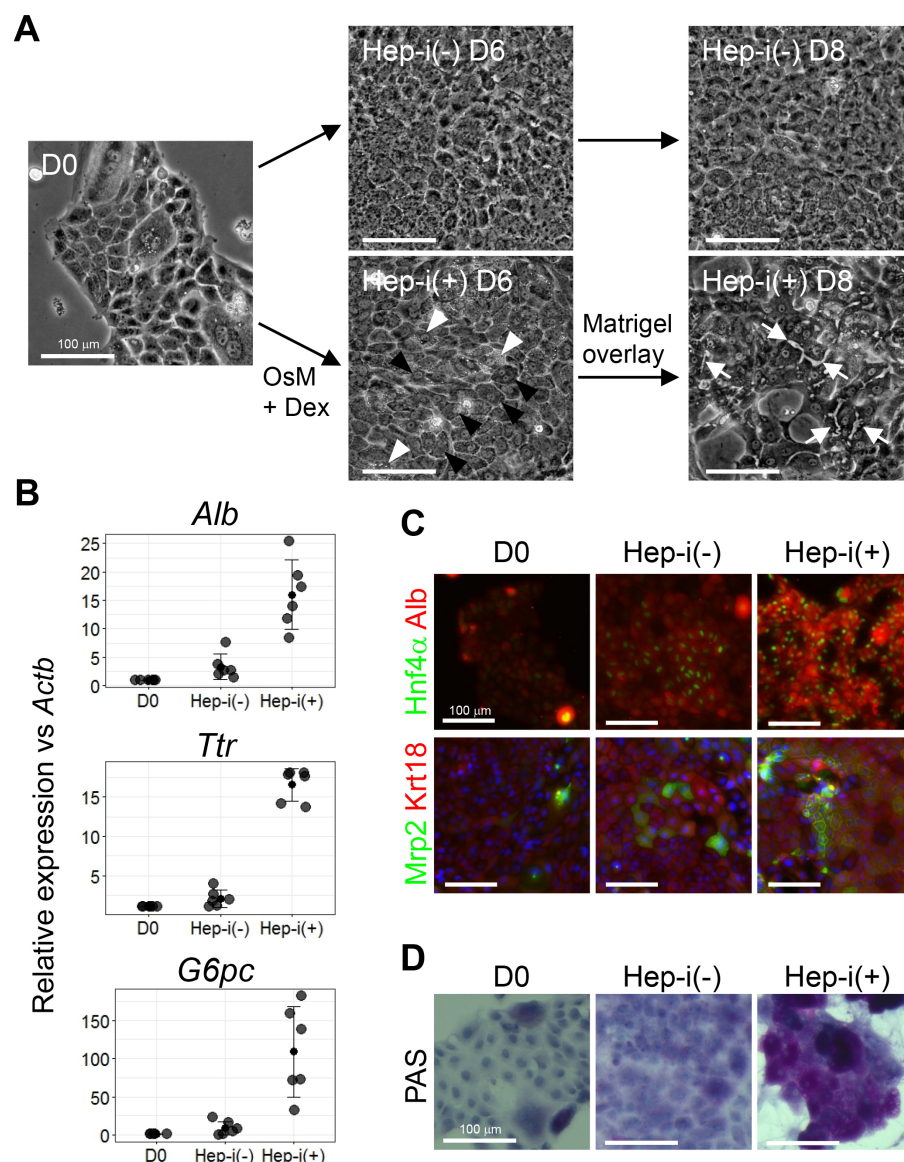 A
D0
100 μm
Hep-i(-) D6
Hep-i(-) D8
OsM
+ Dex
Hep-i(+) D6
Matrigel
overlay
Hep-i(+) D8
B
Relative expression vs Actb
Alb
25
20
15
10
5
0
D0 Hep-i(-) Hep-i(+)
Ttr
15
10
5
D0 Hep-i(-) Hep-i(+)
G6pc
150
100
50
0
D0 Hep-i(-) Hep-i(+)
C
D0 Hep-i(-) Hep-i(+)
Hnf4α Alb
100 μm
Mrp2 Krt18
D
D0 Hep-i(-) Hep-i(+)
PAS
100 μm